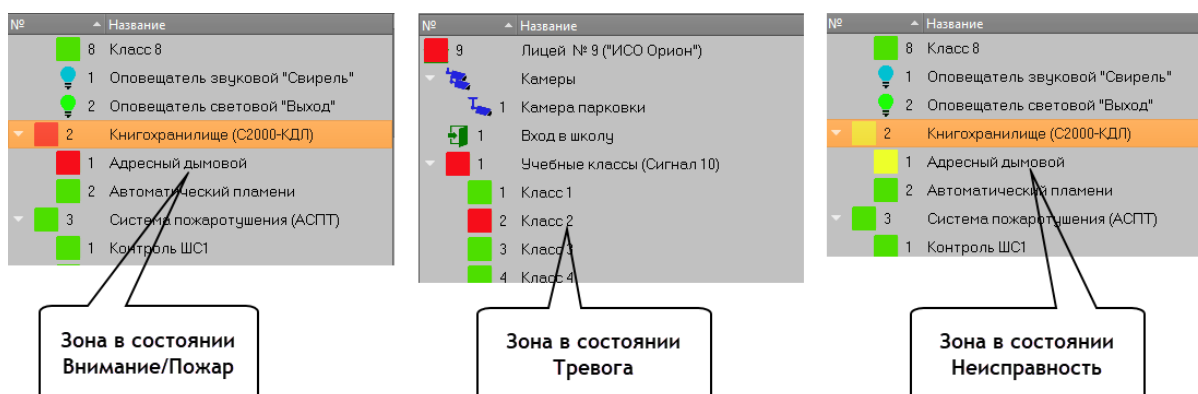 № Название
8 Класс 8
1 Оповещатель звуковой "Свирель"
2 Оповещатель световой "Выход"
2 Книгохранилище (С2000-КДЛ)
1 Адресный дымовой
2 Автоматический пламени
3 Система пожаротушения (АСПТ)
1 Контроль ШС1
Зона в состоянии
Внимание/Пожар
№ Название
9 Лицей № 9 ("ИСО Орион")
Камеры
1 Камера парковки
1 Вход в школу
1 Учебные классы (Сигнал 10)
1 Класс 1
2 Класс 2
3 Класс 3
4 Класс 4
Зона в состоянии
Тревога
№ Название
8 Класс 8
1 Оповещатель звуковой "Свирель"
2 Оповещатель световой "Выход"
2 Книгохранилище (С2000-КДЛ)
1 Адресный дымовой
2 Автоматический пламени
3 Система пожаротушения (АСПТ)
1 Контроль ШС1
Зона в состоянии
Неисправность